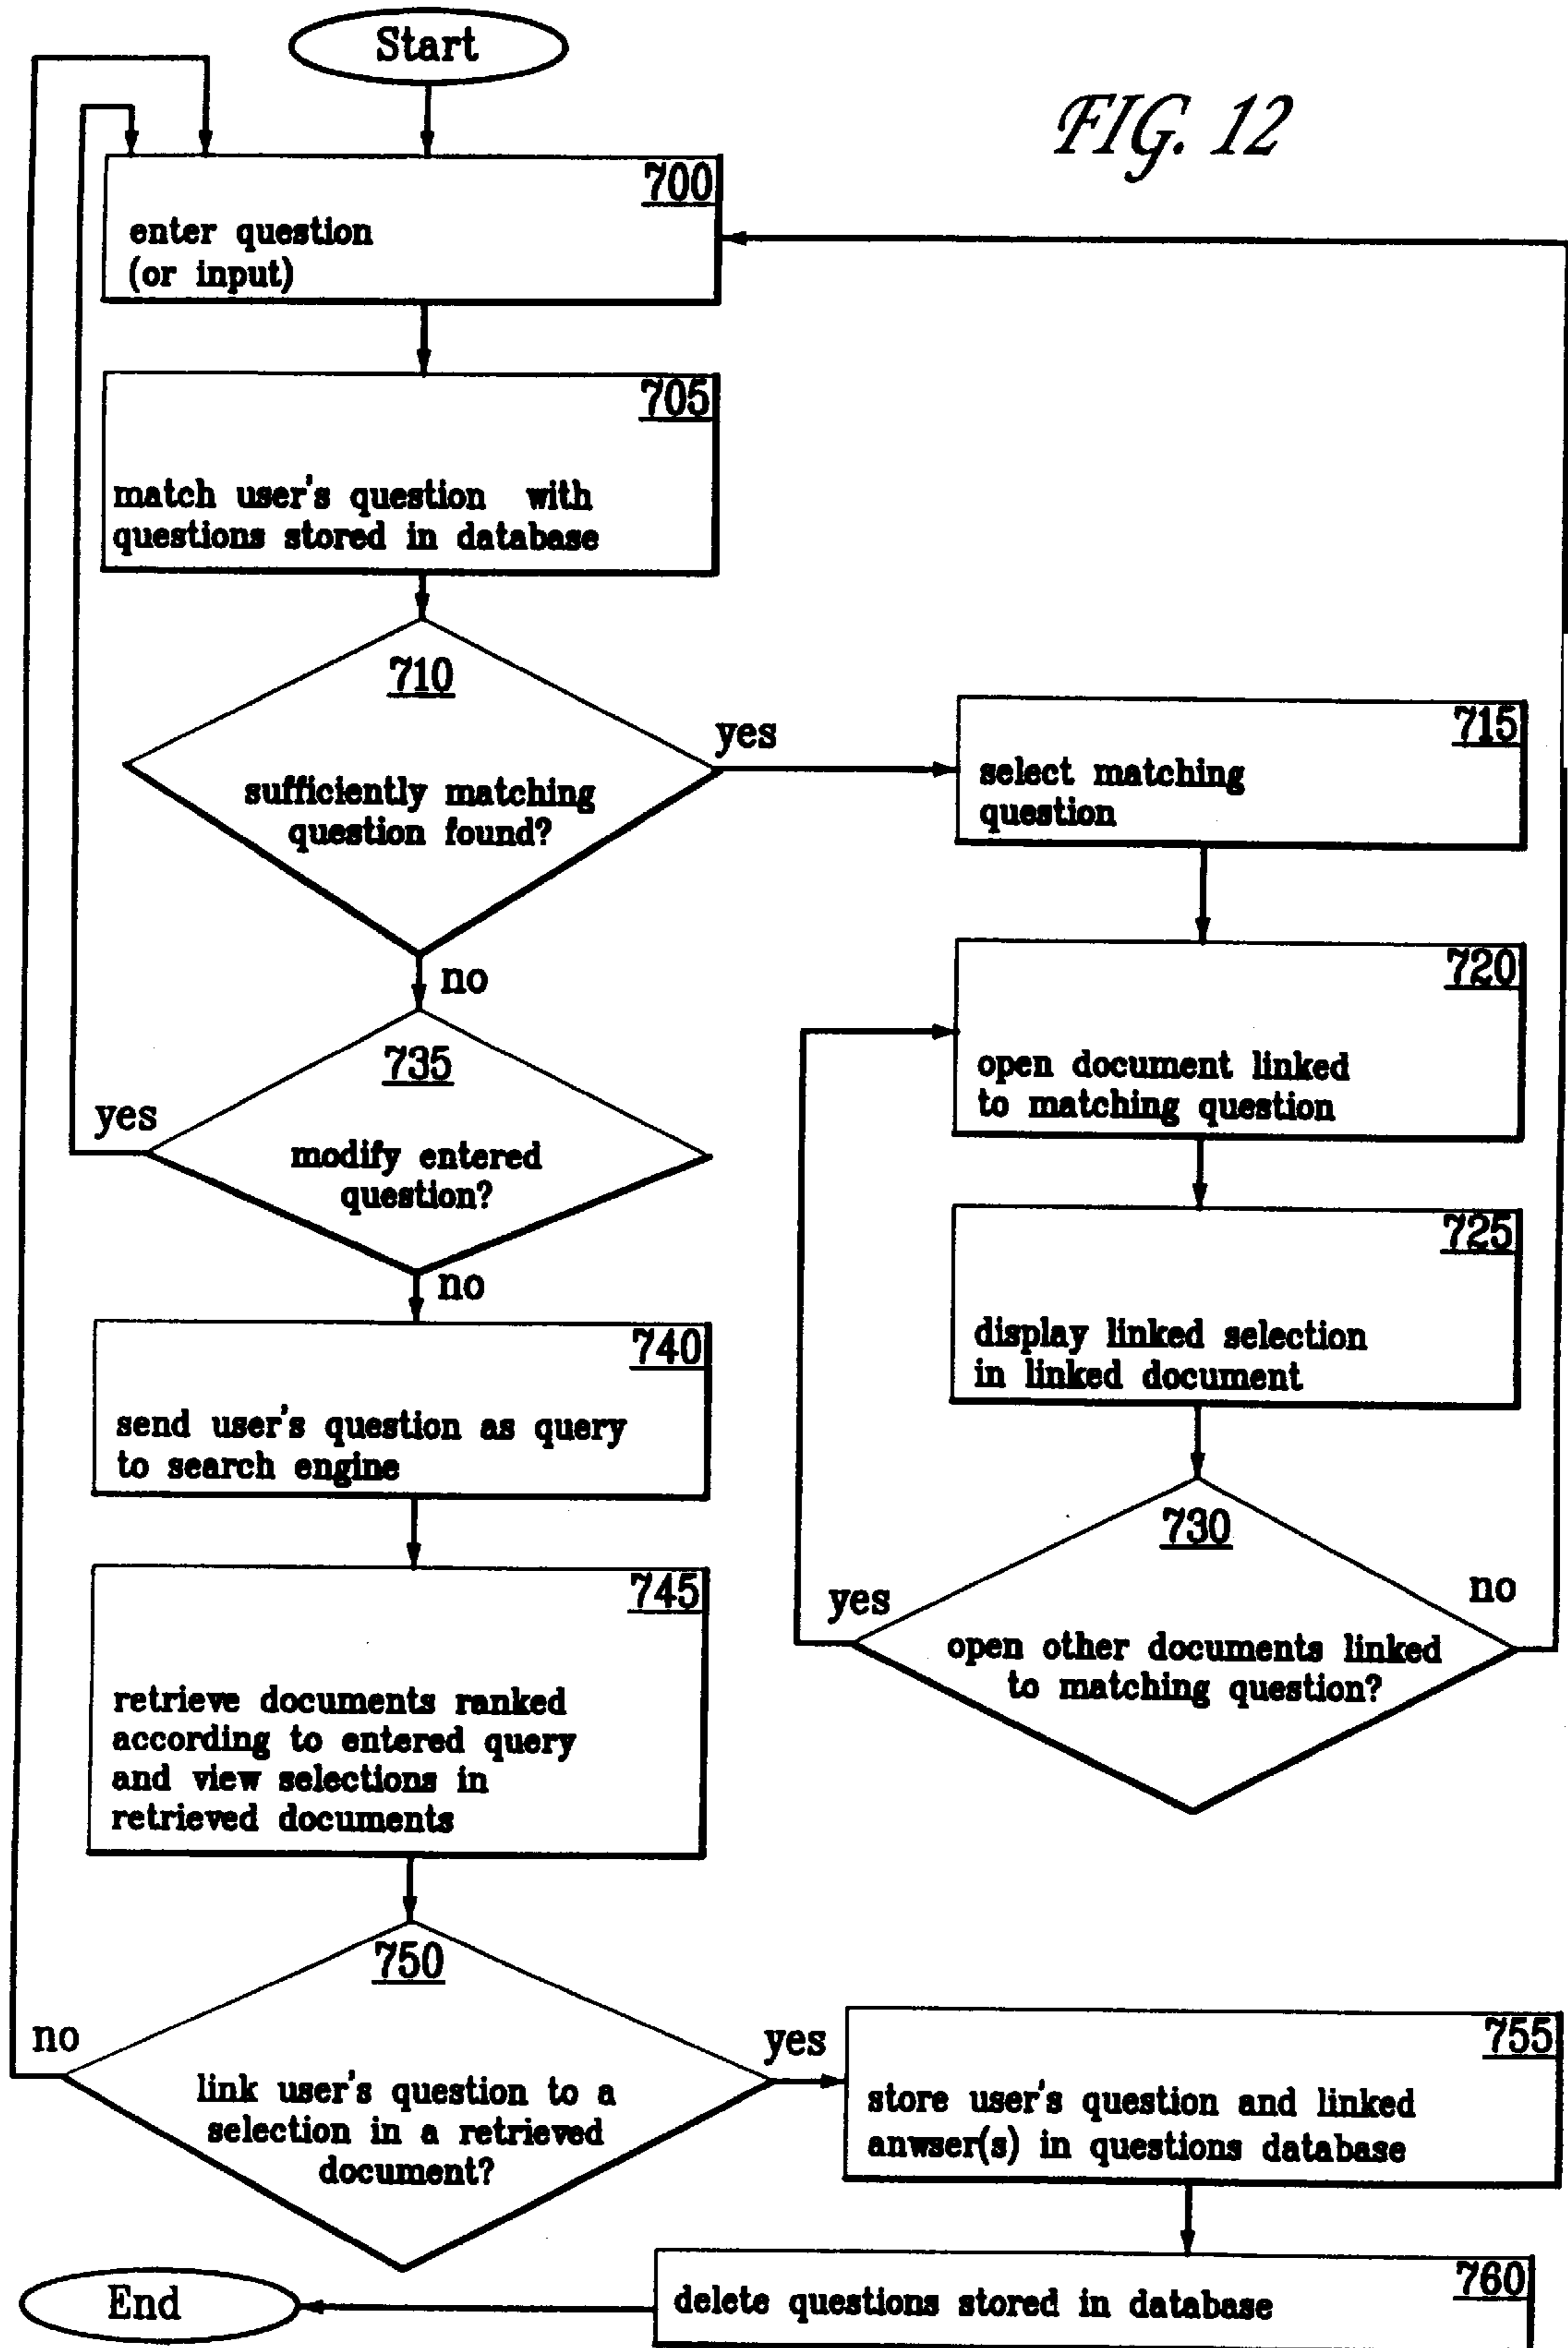 Start
FIG. 12
700
enter question
(or input)
705
match user's question with
questions stored in database
710
sufficiently matching
question found?
yes
715
select matching
question
no
720
open document linked
to matching question
735
modify entered
question?
yes
no
725
display linked selection
in linked document
740
send user's question as query
to search engine
730
open other documents linked
to matching question?
yes
no
745
retrieve documents ranked
according to entered query
and view selections in
retrieved documents
750
link user's question to a
selection in a retrieved
document?
no
yes
755
store user's question and linked
anwser(s) in questions database
760
delete questions stored in database
End